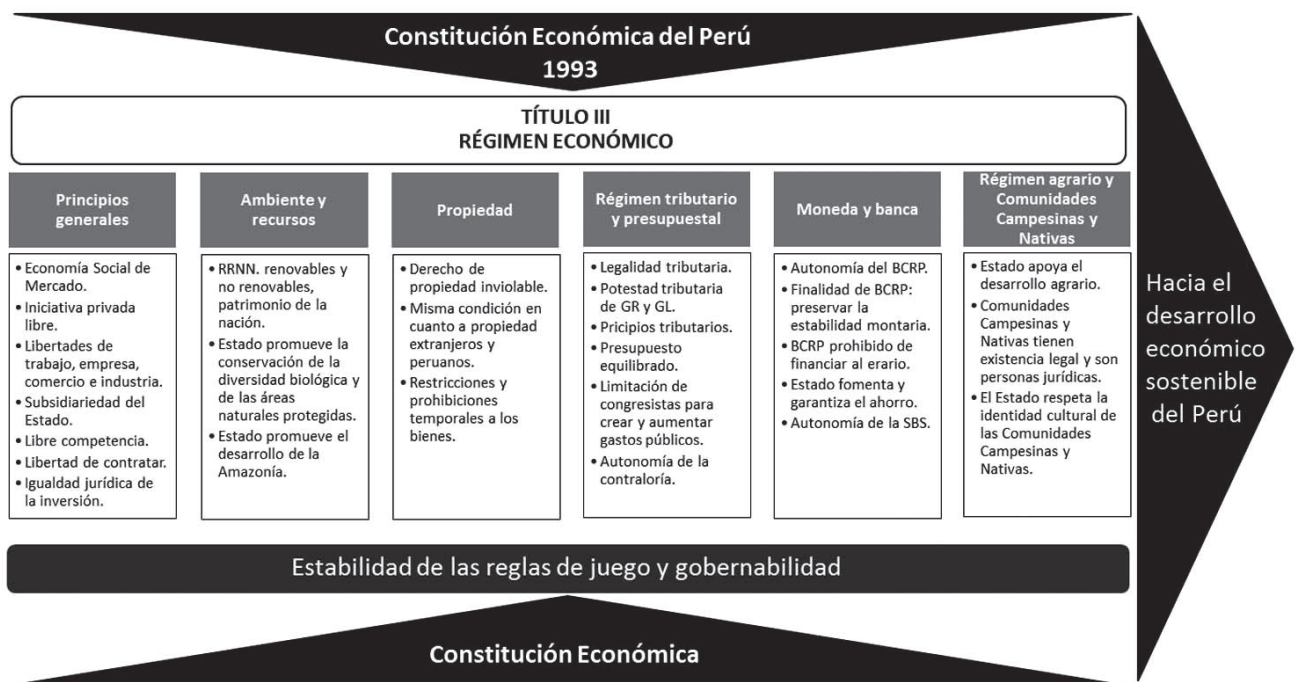 Constitución Económica del Perú
1993
TÍTULO III
RÉGIMEN ECONÓMICO
Principios
generales
• Economía Social de
Mercado.
• Iniciativa privada
libre.
• Libertades de
trabajo, empresa,
comercio e industria.
• Subsidiariedad del
Estado.
• Libre competencia.
• Libertad de contratar.
• Igualdad jurídica de
la inversión.
Ambiente y
recursos
• RRNN. renovables y
no renovables,
patrimonio de la
nación.
• Estado promueve la
conservación de la
diversidad biológica y
de las áreas
naturales protegidas.
• Estado promueve el
desarrollo de la
Amazonía.
Propiedad
• Derecho de
propiedad inviolable.
• Misma condición en
cuanto a propiedad
extranjeros y
peruanos.
• Restricciones y
prohibiciones
temporales a los
bienes.
Régimen tributario
y presupuestal
• Legalidad tributaria.
• Potestad tributaria
de GR y GL.
• Pricipios tributarios.
• Presupuesto
equilibrado.
• Limitación de
congresistas para
crear y aumentar
gastos públicos.
• Autonomía de la
contraloría.
Moneda y banca
• Autonomía del BCRP.
• Finalidad de BCRP:
preservar la
estabilidad montaria.
• BCRP prohibido de
financiar al erario.
• Estado fomenta y
garantiza el ahorro.
• Autonomía de la SBS.
Régimen agrario y
Comunidades
Campesinas y
Nativas
• Estado apoya el
desarrollo agrario.
• Comunidades
Campesinas y
Nativas tienen
existencia legal y son
personas jurídicas.
• El Estado respeta la
identidad cultural de
las Comunidades
Campesinas y
Nativas.
Hacia el
desarrollo
económico
sostenible
del Perú
Estabilidad de las reglas de juego y gobernabilidad
Constitución Económica